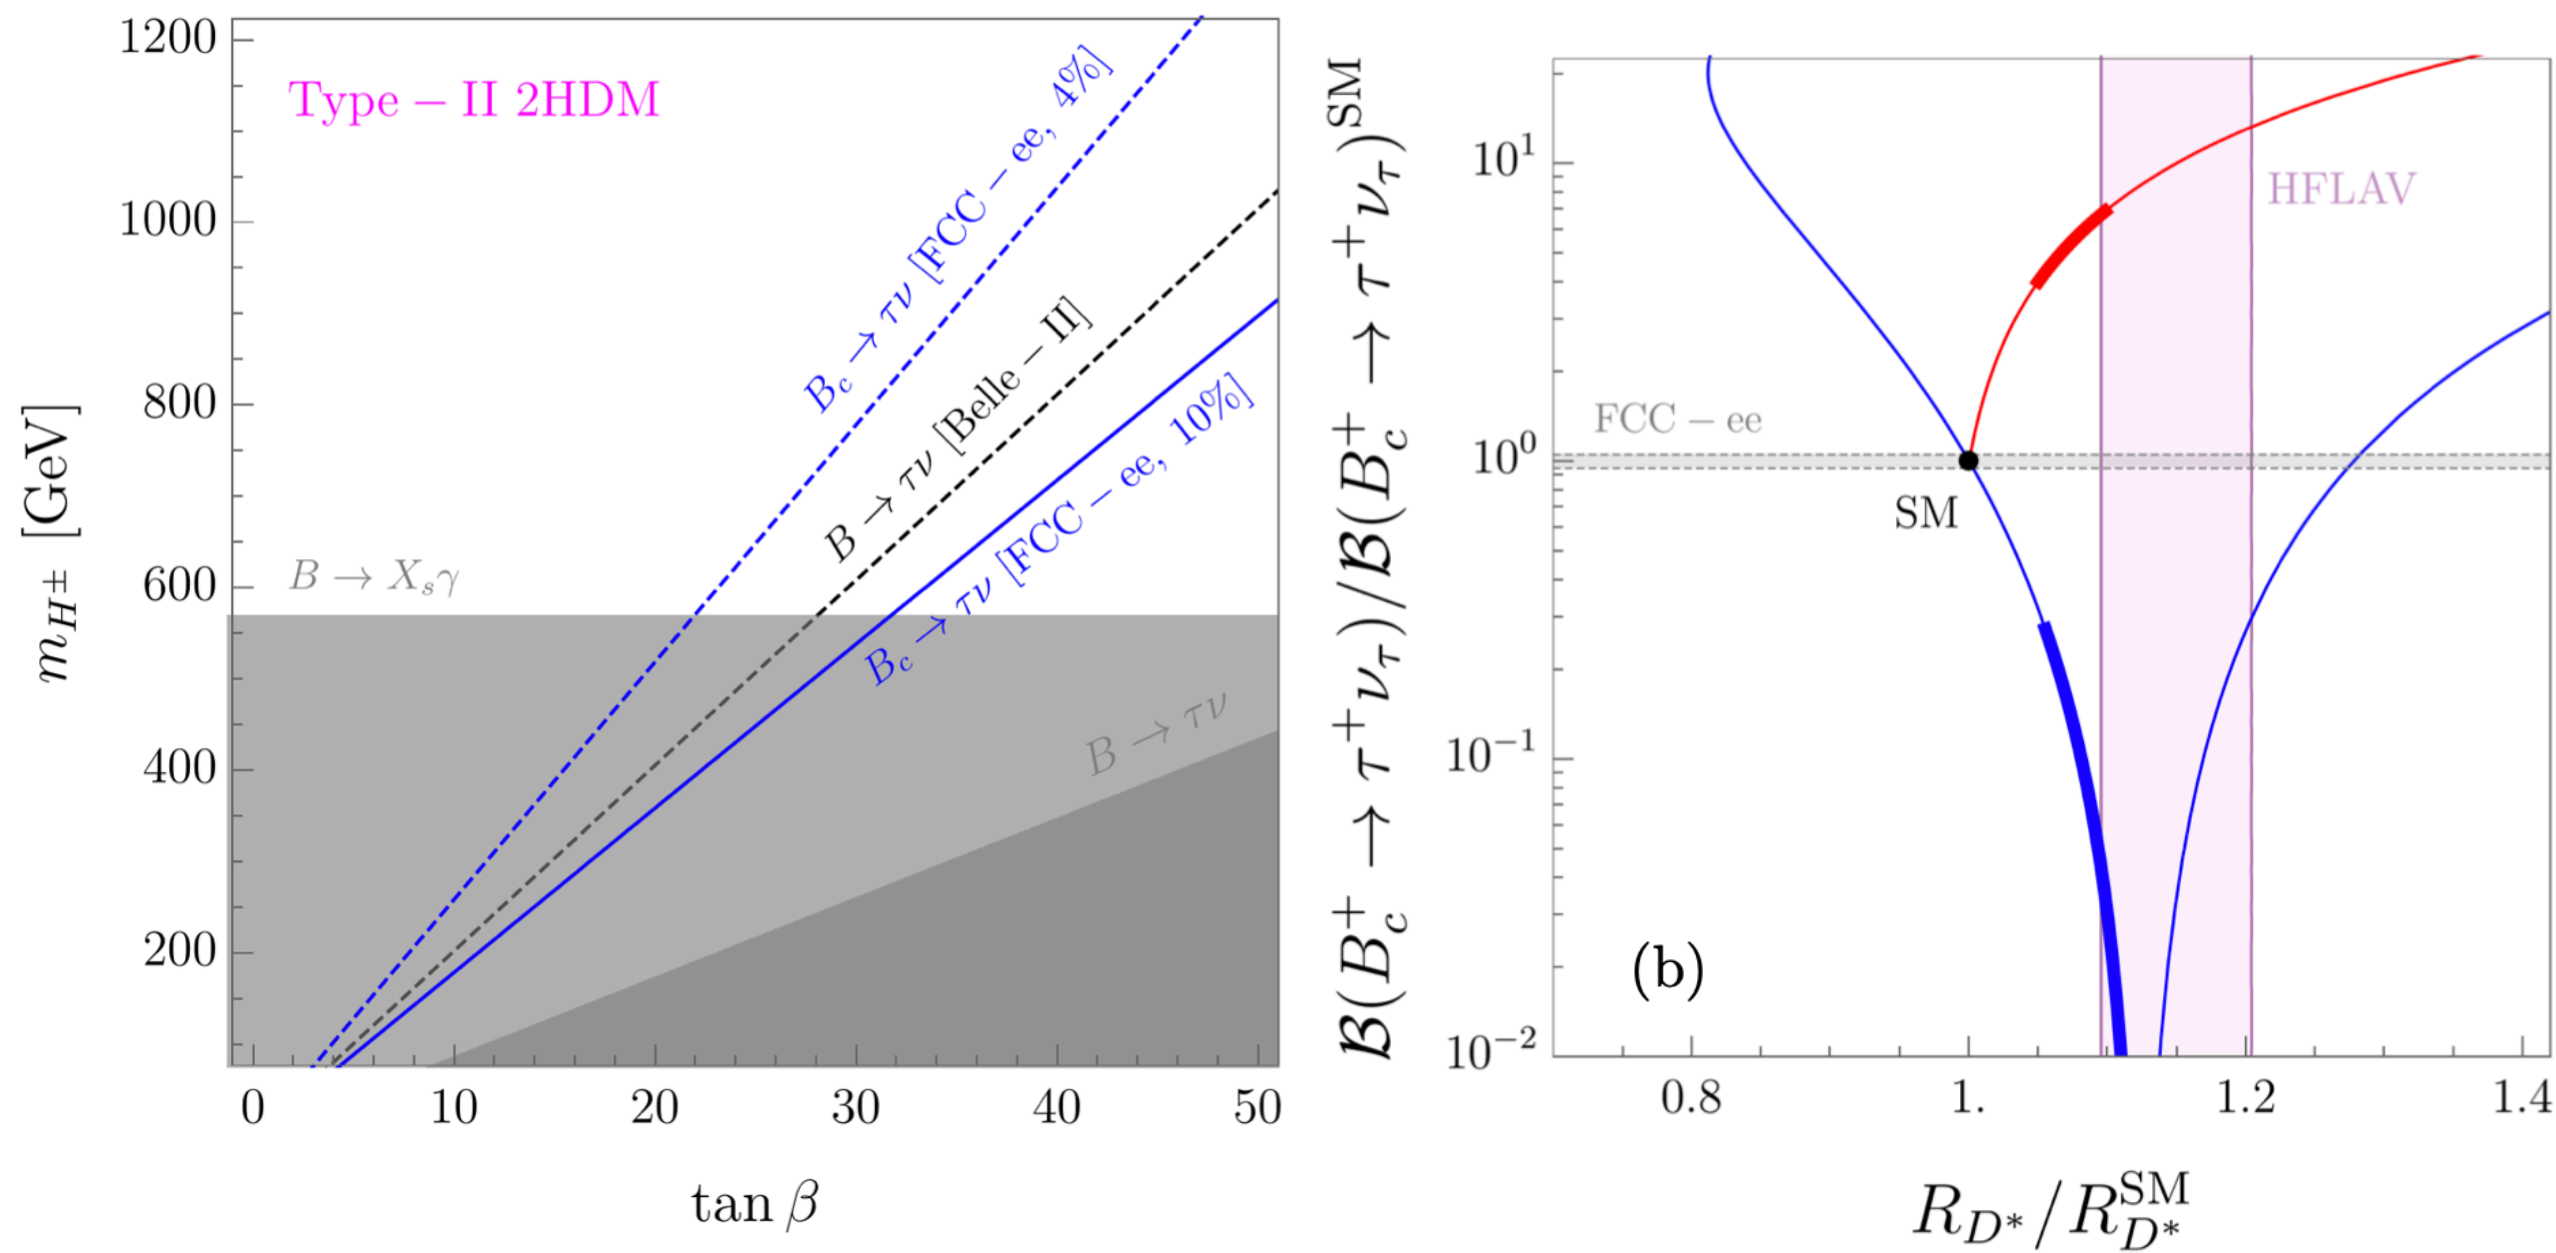 Type − II 2HDM
B_c → τν [FCC − ee, 4%]
B → τν [Belle − II]
B_c → τν [FCC − ee, 10%]
B → X_sγ
B → τν
m_{H^±} [GeV]
1200
1000
800
600
400
200
0 10 20 30 40 50
tan β
ℬ(B_c^+ → τ^+ν_τ)/ℬ(B_c^+ → τ^+ν_τ)^SM
10^1
10^0
10^−1
10^−2
HFLAV
FCC − ee
SM
(b)
0.8 1. 1.2 1.4
R_{D*}/R_{D*}^SM